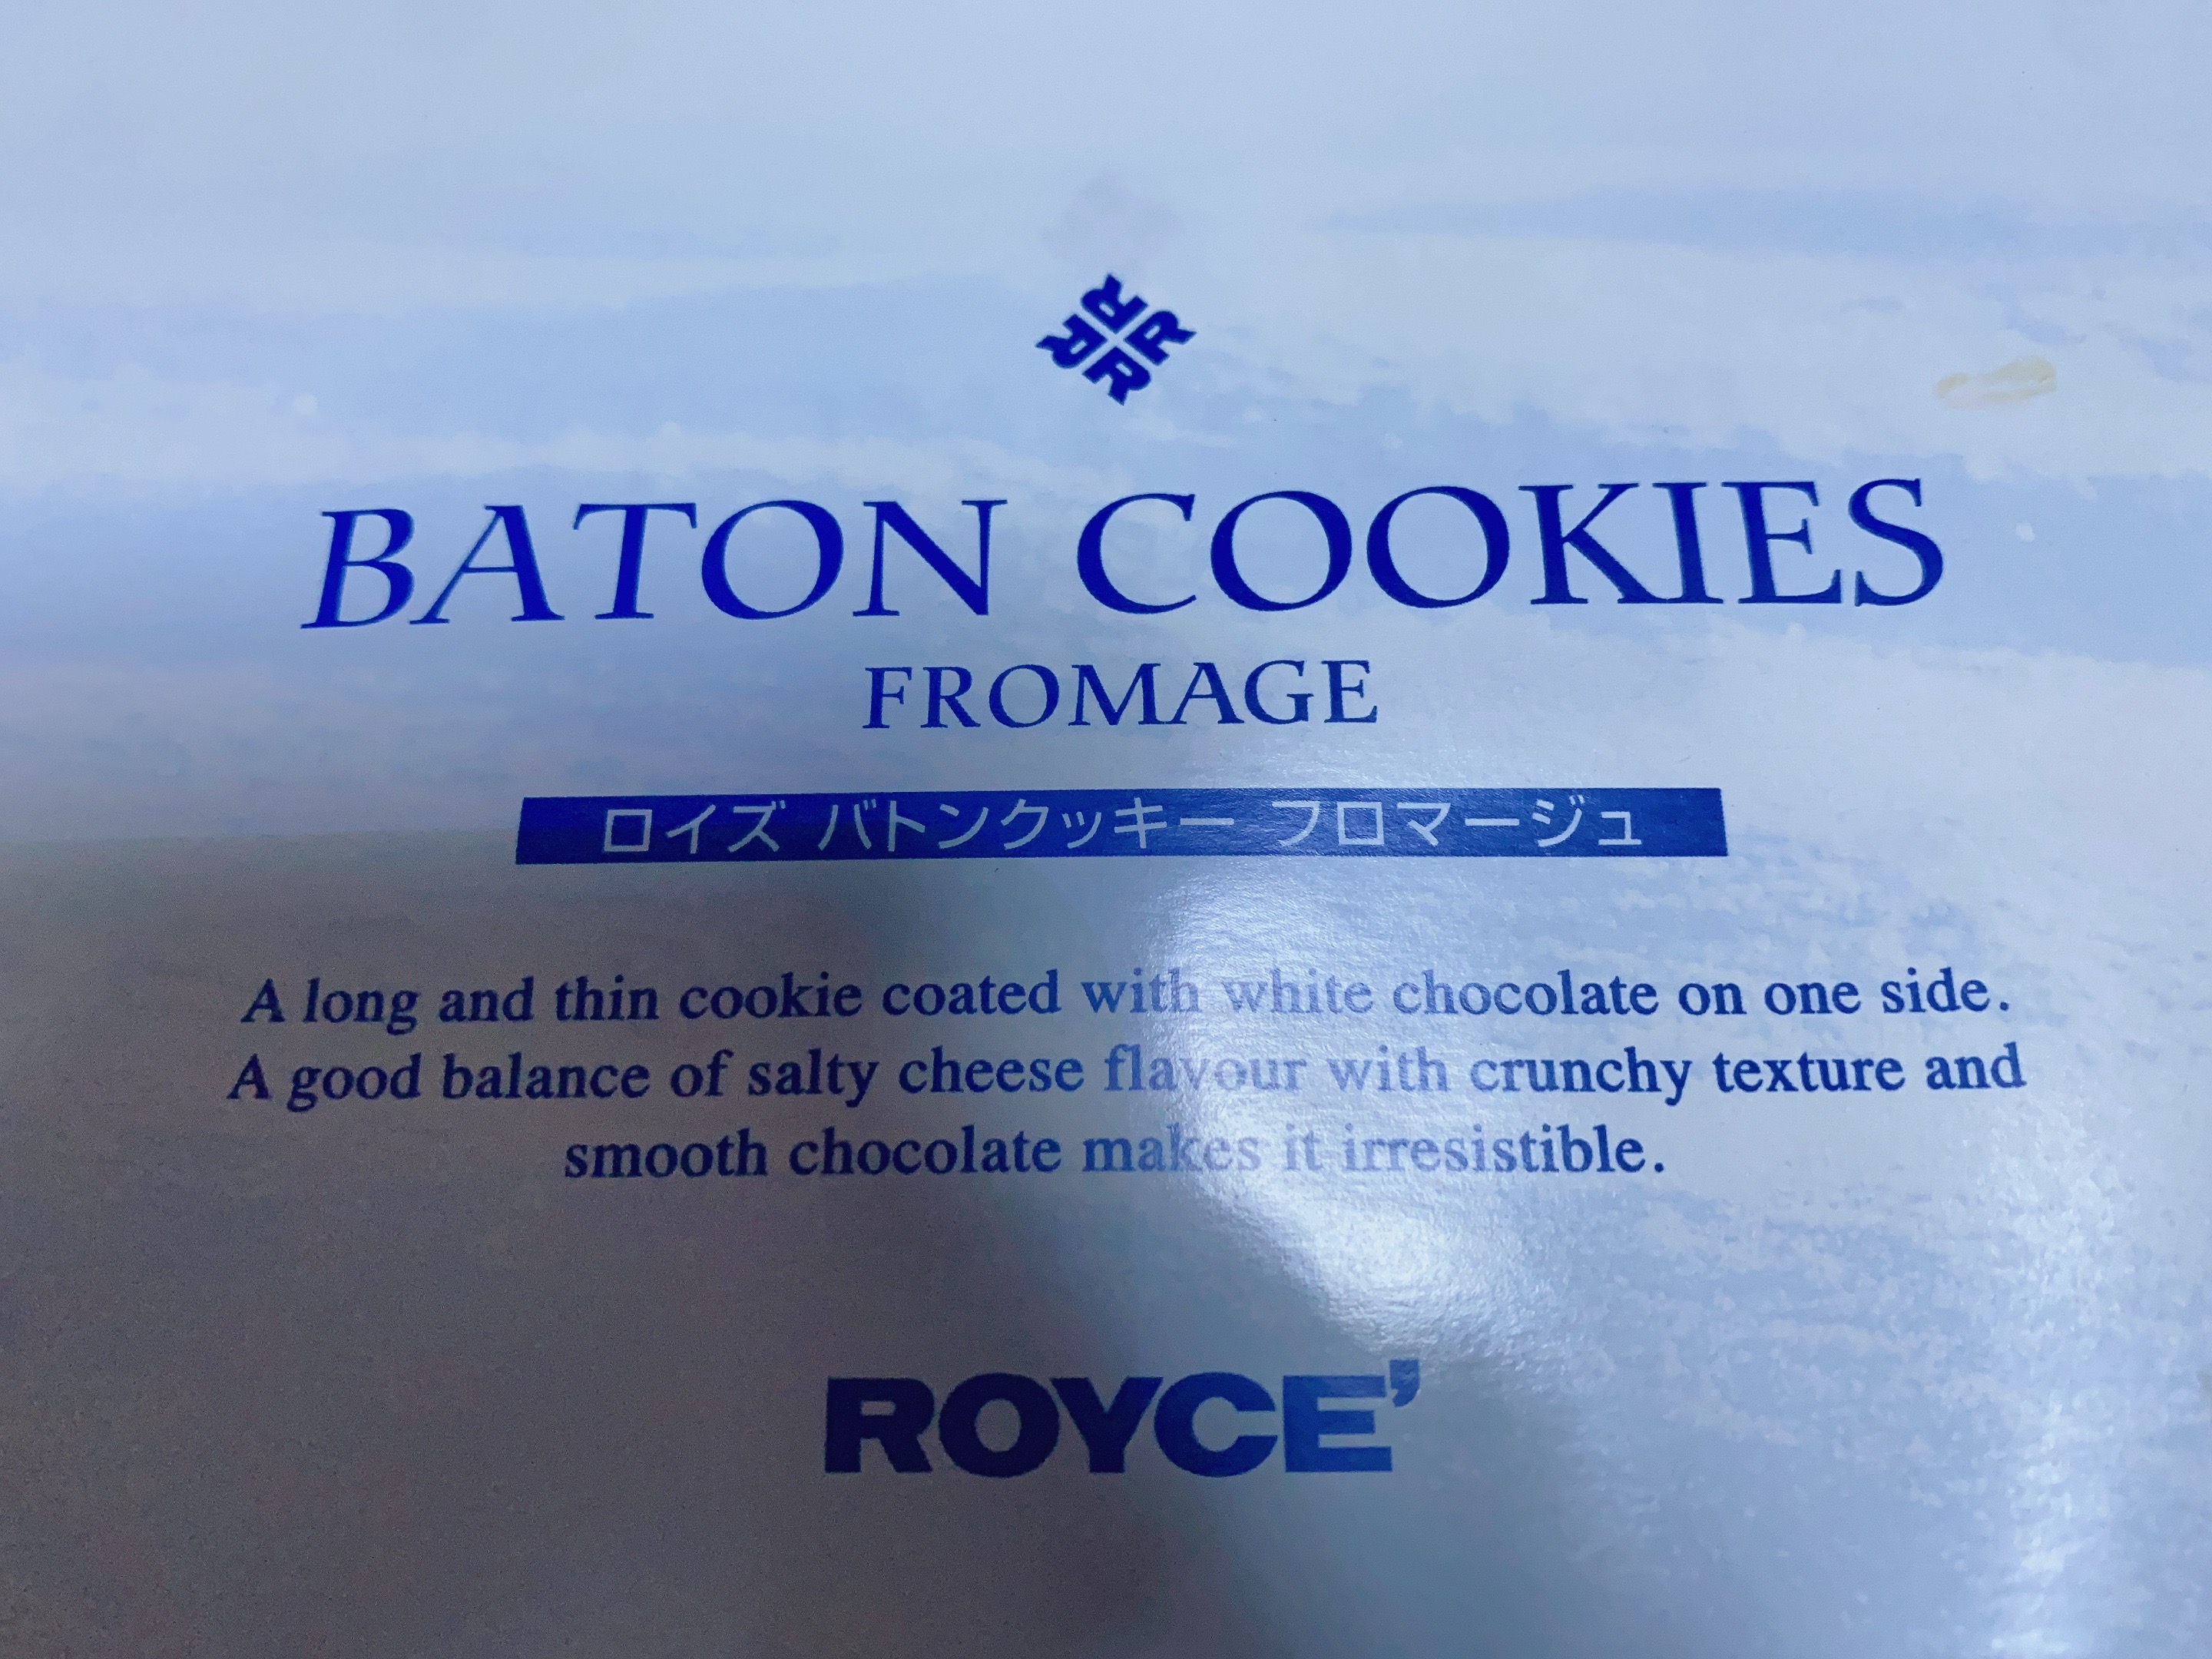 RRRR
BATON COOKIES
FROMAGE
ロイズ バトンクッキー フロマージュ
A long and thin cookie coated with white chocolate on one side.
A good balance of salty cheese flavour with crunchy texture and
smooth chocolate makes it irresistible.
ROYCE'